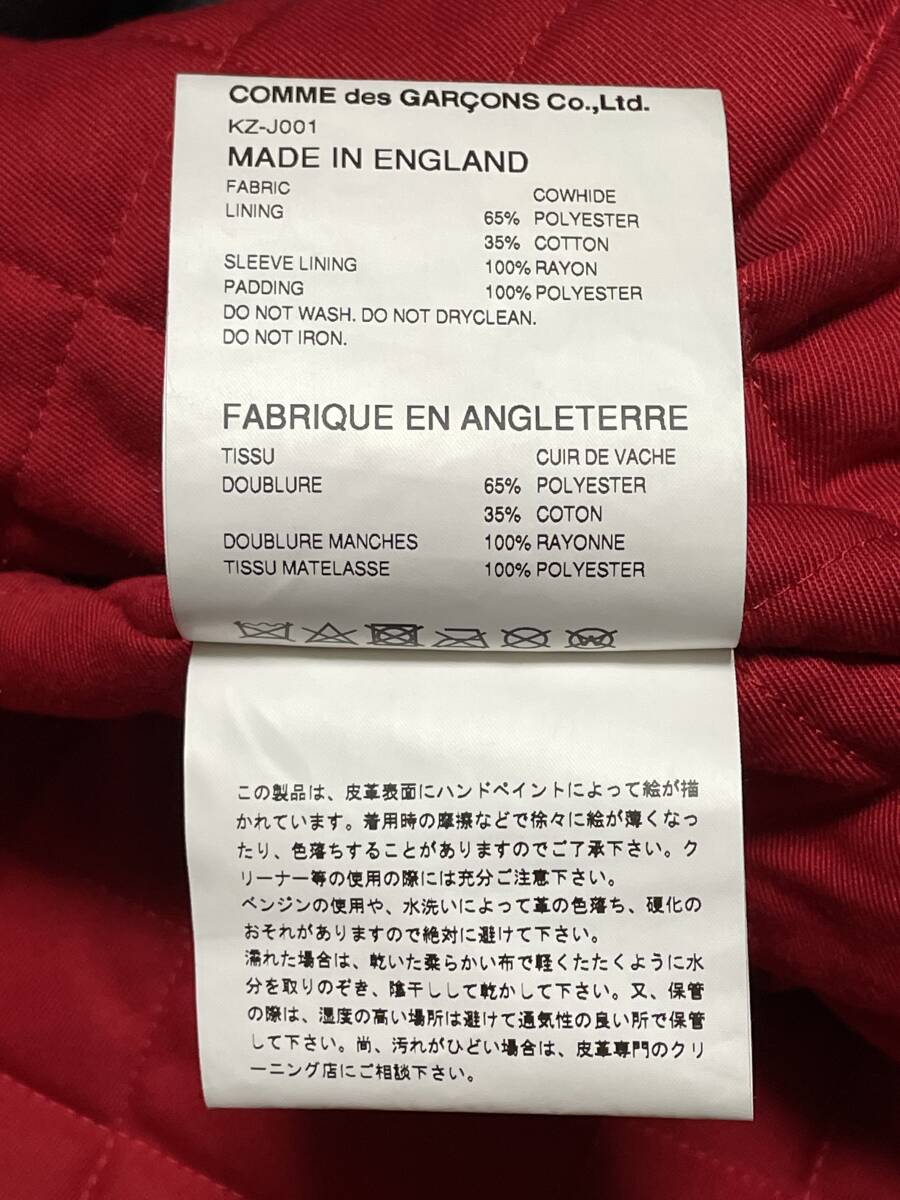 COMME des GARÇONS Co.,Ltd.
KZ-J001
MADE IN ENGLAND
FABRIC COWHIDE
LINING 65% POLYESTER
35% COTTON
SLEEVE LINING 100% RAYON
PADDING 100% POLYESTER
DO NOT WASH. DO NOT DRYCLEAN.
DO NOT IRON.
FABRIQUE EN ANGLETERRE
TISSU CUIR DE VACHE
DOUBLURE 65% POLYESTER
35% COTON
DOUBLURE MANCHES 100% RAYONNE
TISSU MATELASSE 100% POLYESTER
W
この製品は、皮革表面にハンドペイントによって絵が描
かれています。着用時の摩擦などで徐々に絵が薄くなっ
たり、色落ちすることがありますのでご了承下さい。ク
リーナー等の使用の際には充分ご注意下さい。
ベンジンの使用や、水洗いによって革の色落ち、硬化の
おそれがありますので絶対に避けて下さい。
濡れた場合は、乾いた柔らかい布で軽くたたくように水
分を取りのぞき、陰干しして乾かして下さい。又、保管
の際は、湿度の高い場所は避けて通気性の良い所で保管
して下さい。尚、汚れがひどい場合は、皮革専門のクリ
ーニング店にご相談下さい。